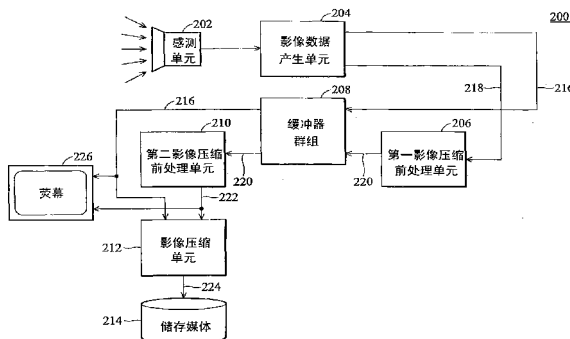 200
202
感测
单元
204
影像数据
产生单元
218
216
216
208
缓冲器
群组
210
第二影像压缩
前处理单元
206
第一影像压缩
前处理单元
220
220
222
226
荧幕
212
影像压缩
单元
224
214
储存媒体